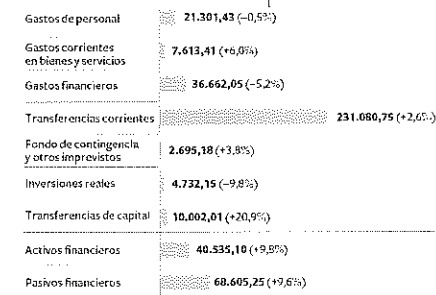 Gastos de personal 21.301,43 (–0,5%)
Gastos corrientes
en bienes y servicios 7.613,41 (+6,0%)
Gastos financieros 36.662,05 (–5,2%)
Transferencias corrientes 231.080,75 (+2,6%)
Fondo de contingencia
y otros imprevistos 2.695,18 (+3,8%)
Inversiones reales 4.732,15 (–9,8%)
Transferencias de capital 10.002,01 (+20,9%)
Activos financieros 40.535,10 (+9,8%)
Pasivos financieros 68.605,25 (+9,6%)